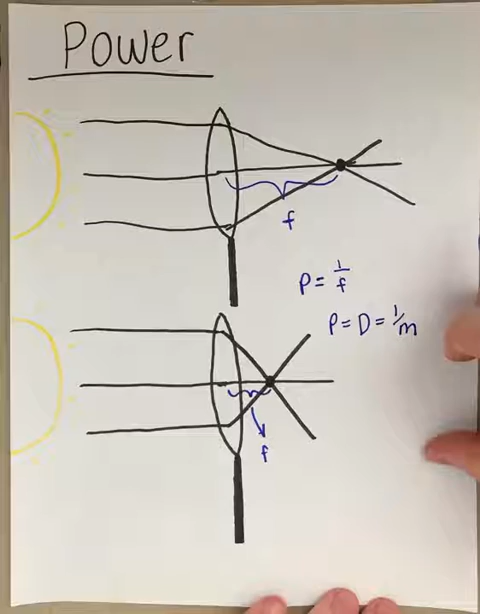 Power
f
P = 1/f
P = D = 1/m
f